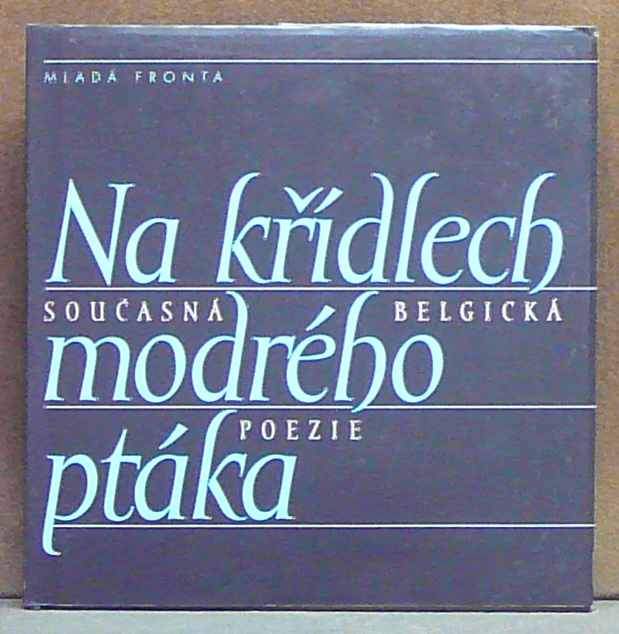 MLADÁ FRONTA
Na křídlech
SOUČASNÁ BELGICKÁ
modrého
POEZIE
ptáka